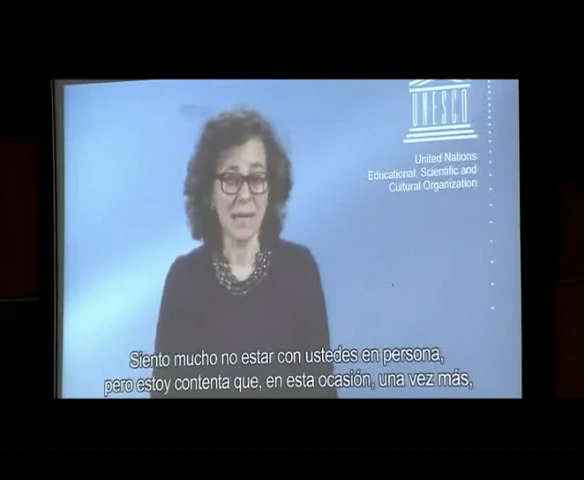 UNESCO
United Nations
Educational, Scientific and
Cultural Organization
Siento mucho no estar con ustedes en persona,
pero estoy contenta que, en esta ocasión, una vez más,